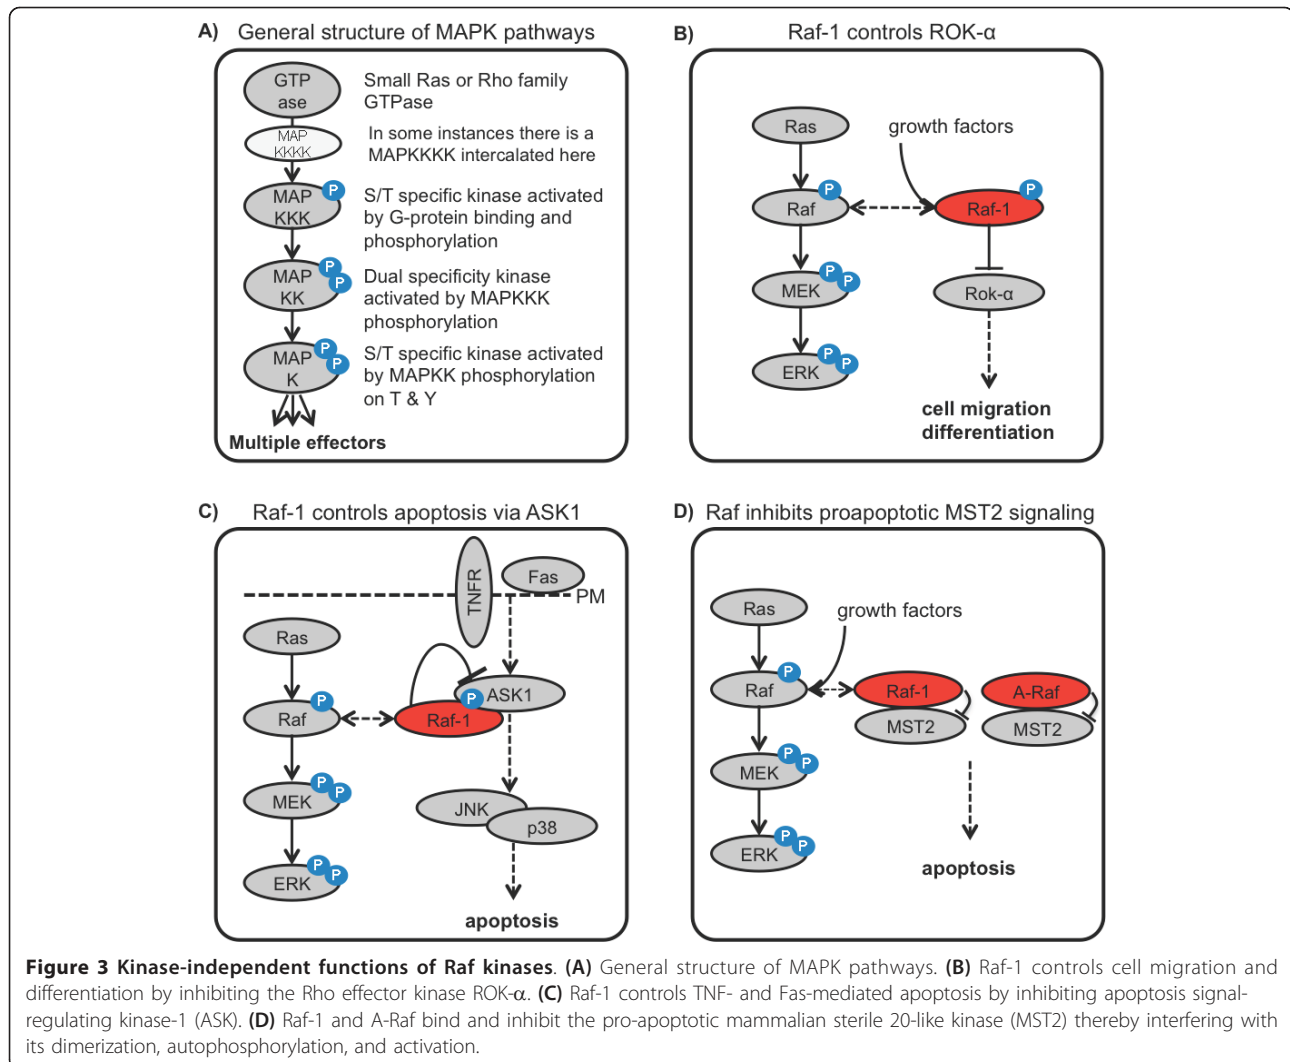 A) General structure of MAPK pathways
GTP
ase
Small Ras or Rho family
GTPase
MAP
KKKK
In some instances there is a
MAPKKKK intercalated here
MAP
KKK
P
S/T specific kinase activated
by G-protein binding and
phosphorylation
MAP
KK
P
P
Dual specificity kinase
activated by MAPKKK
phosphorylation
MAP
K
P
P
S/T specific kinase activated
by MAPKK phosphorylation
on T & Y
Multiple effectors
B) Raf-1 controls ROK-α
Ras
growth factors
Raf
P
Raf-1
P
MEK
P
P
Rok-α
ERK
P
P
cell migration
differentiation
C) Raf-1 controls apoptosis via ASK1
TNFR
Fas
PM
Ras
Raf
P
Raf-1
P
ASK1
MEK
P
P
JNK
p38
ERK
P
P
apoptosis
D) Raf inhibits proapoptotic MST2 signaling
Ras
growth factors
Raf
P
Raf-1
MST2
A-Raf
MST2
MEK
P
P
ERK
P
P
apoptosis
Figure 3 Kinase-independent functions of Raf kinases. (A) General structure of MAPK pathways. (B) Raf-1 controls cell migration and
differentiation by inhibiting the Rho effector kinase ROK-α. (C) Raf-1 controls TNF- and Fas-mediated apoptosis by inhibiting apoptosis signal-
regulating kinase-1 (ASK). (D) Raf-1 and A-Raf bind and inhibit the pro-apoptotic mammalian sterile 20-like kinase (MST2) thereby interfering with
its dimerization, autophosphorylation, and activation.